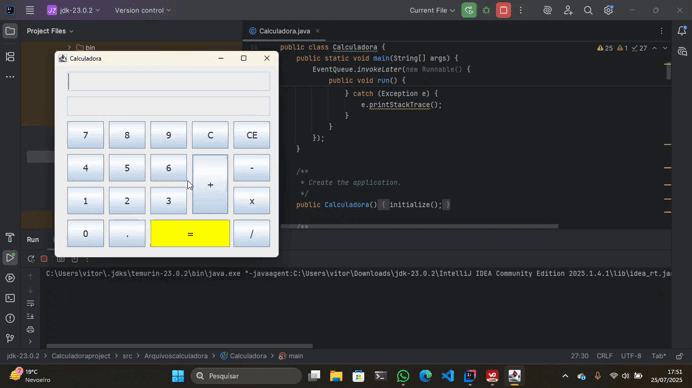 JZ jdk-23.0.2 Version control Current File
Project Files
Calculadora.java
bin
Calculadora
7 8 9 C CE
4 5 6 + -
1 2 3 x
0 . = /
public class Calculadora {
25 1 27
public static void main(String[] args) {
EventQueue.invokeLater(new Runnable() {
public void run() {
} catch (Exception e) {
e.printStackTrace();
}
}
});
}
/**
* Create the application.
*/
public Calculadora() { initialize(); }
/**
Run
C:\Users\vitor\.jdks\temurin-23.0.2\bin\java.exe "-javaagent:C:\Users\vitor\Downloads\jdk-23.0.2\IntelliJ IDEA Community Edition 2025.1.4.1\lib\idea_rt.ja
jdk-23.0.2 > Calculadoraproject > src > Arquivoscalculadora > Calculadora > main
27:30 CRLF UTF-8 Tab*
19°C
Nevoeiro
Pesquisar
17:51
25/07/2025